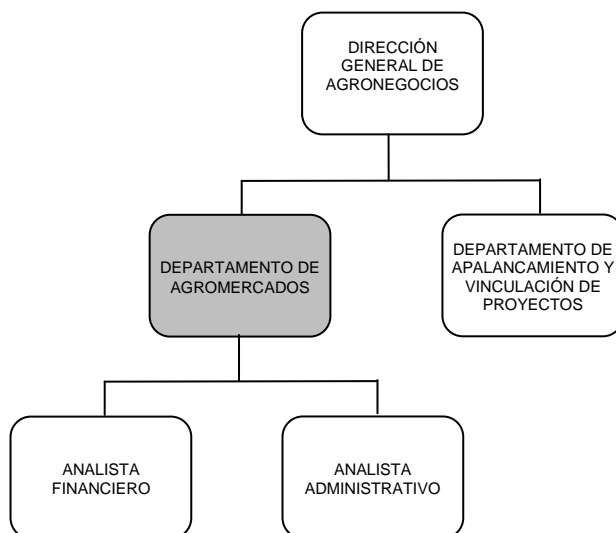 DIRECCIÓN
GENERAL DE
AGRONEGOCIOS
DEPARTAMENTO DE
AGROMERCADOS
DEPARTAMENTO DE
APALANCAMIENTO Y
VINCULACIÓN DE
PROYECTOS
ANALISTA
FINANCIERO
ANALISTA
ADMINISTRATIVO